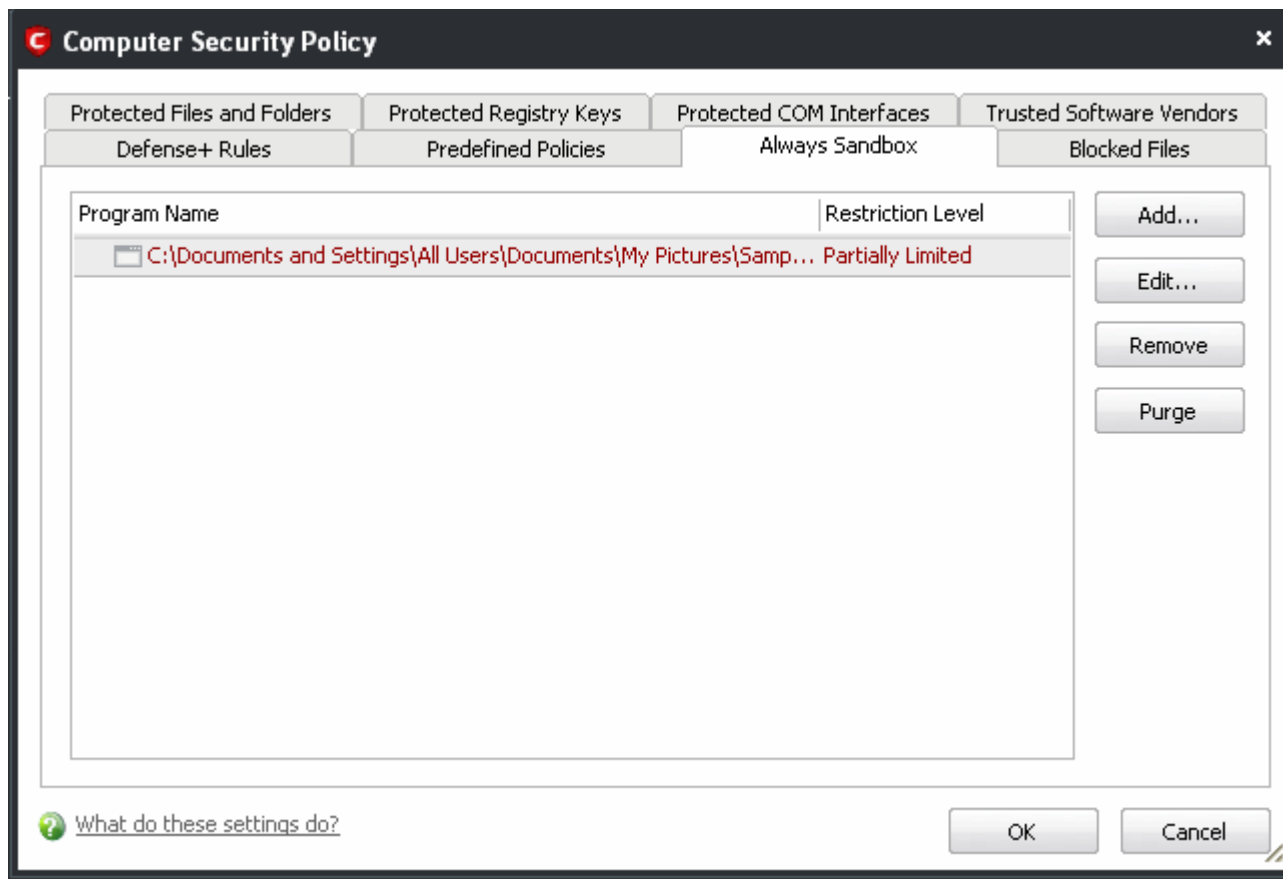 Computer Security Policy
Protected Files and Folders Protected Registry Keys Protected COM Interfaces Trusted Software Vendors
Defense+ Rules Predefined Policies Always Sandbox Blocked Files
Program Name Restriction Level Add...
C:\Documents and Settings\All Users\Documents\My Pictures\Samp... Partially Limited
Edit...
Remove
Purge
What do these settings do? OK Cancel